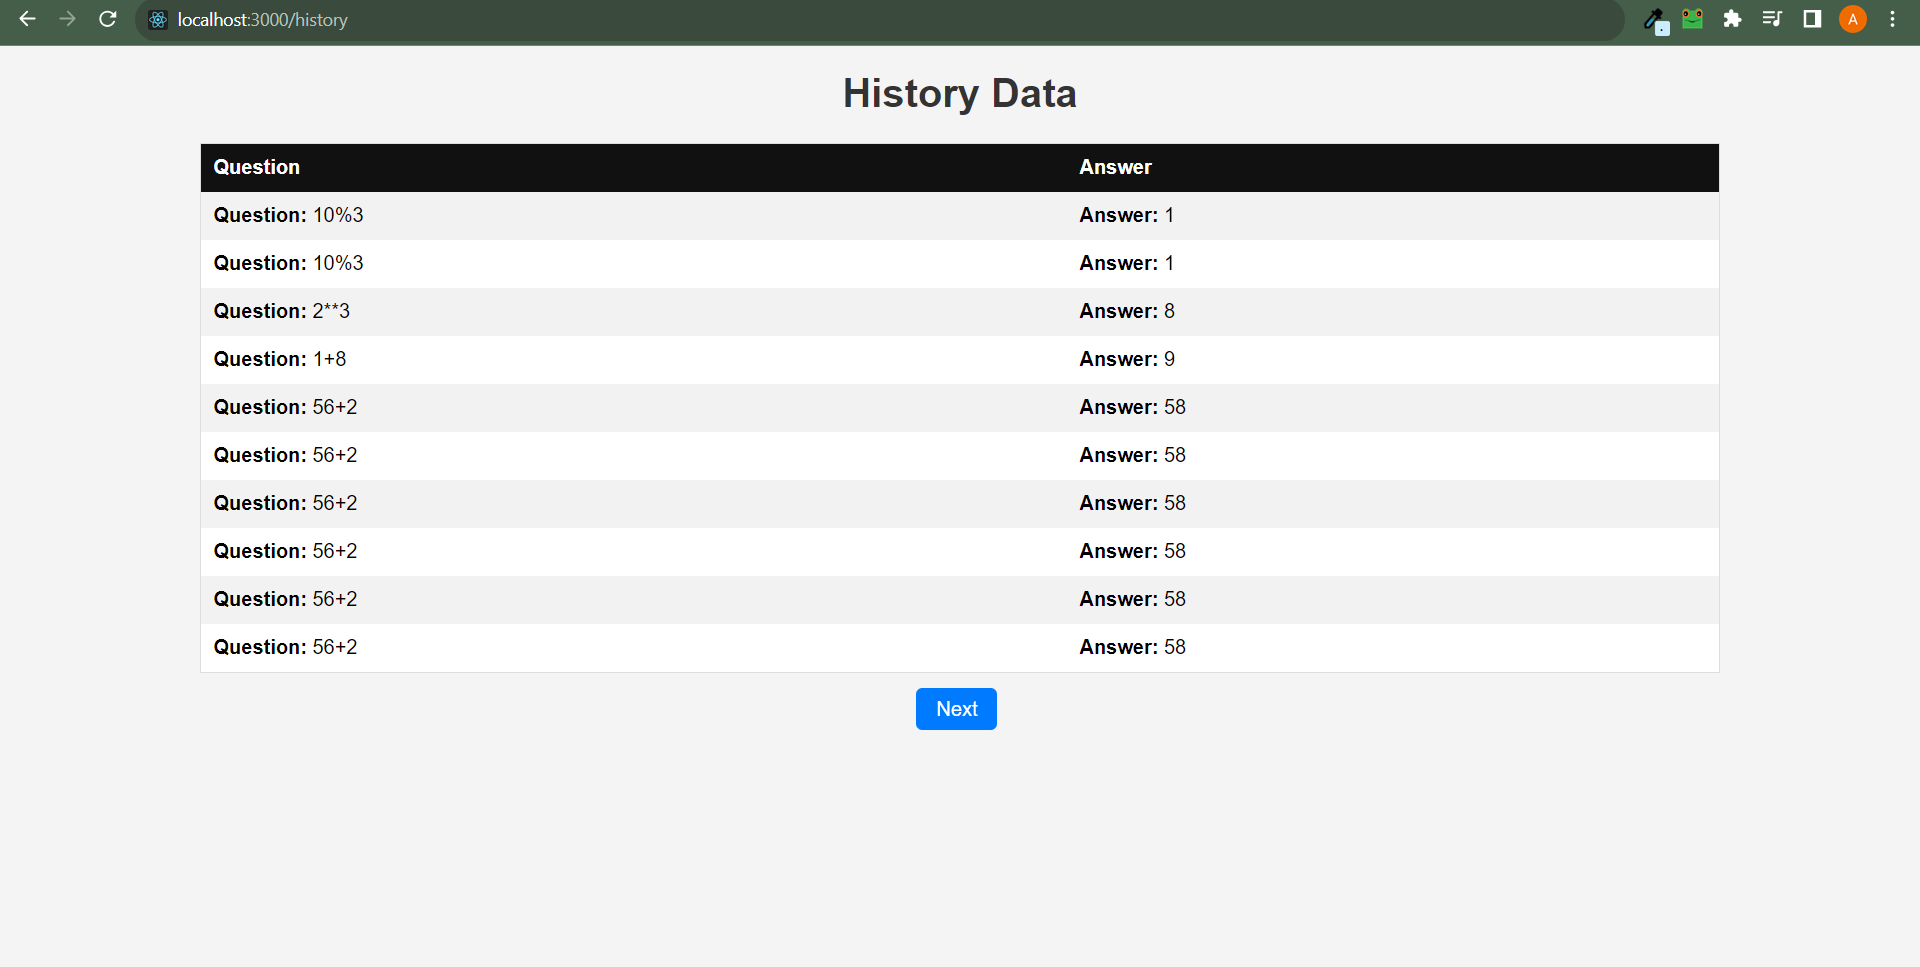 localhost:3000/history
A
History Data
Question Answer
Question: 10%3 Answer: 1
Question: 10%3 Answer: 1
Question: 2**3 Answer: 8
Question: 1+8 Answer: 9
Question: 56+2 Answer: 58
Question: 56+2 Answer: 58
Question: 56+2 Answer: 58
Question: 56+2 Answer: 58
Question: 56+2 Answer: 58
Question: 56+2 Answer: 58
Next